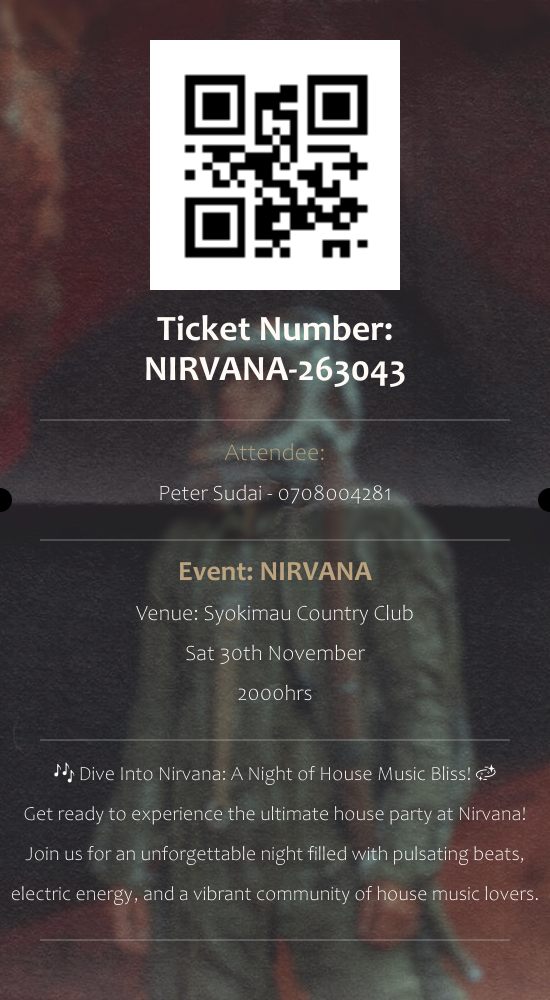 Ticket Number:
NIRVANA-263043
Attendee:
Peter Sudai - 0708004281
Event: NIRVANA
Venue: Syokimau Country Club
Sat 30th November
2000hrs
🎶 Dive Into Nirvana: A Night of House Music Bliss! 💫
Get ready to experience the ultimate house party at Nirvana!
Join us for an unforgettable night filled with pulsating beats,
electric energy, and a vibrant community of house music lovers.